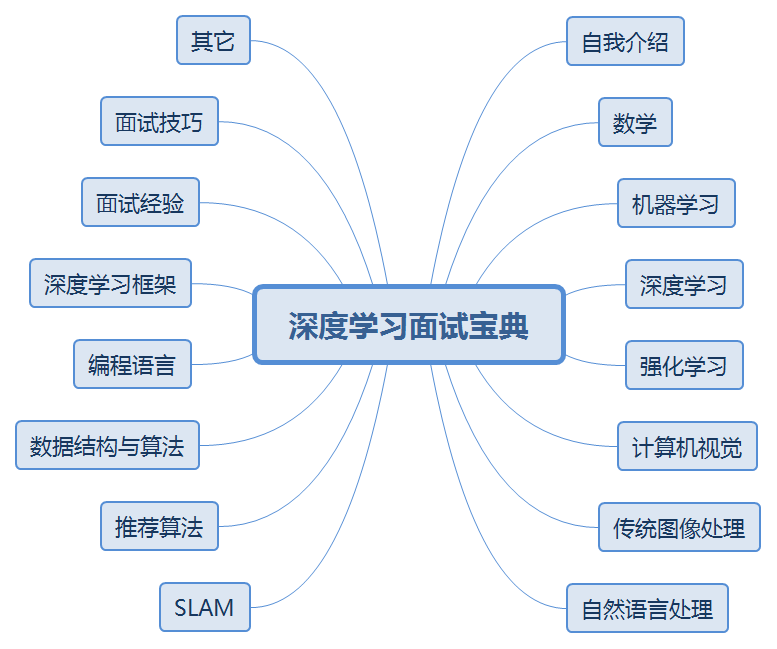 其它
自我介绍
面试技巧
数学
面试经验
机器学习
深度学习框架
深度学习
深度学习面试宝典
编程语言
强化学习
数据结构与算法
计算机视觉
推荐算法
传统图像处理
SLAM
自然语言处理